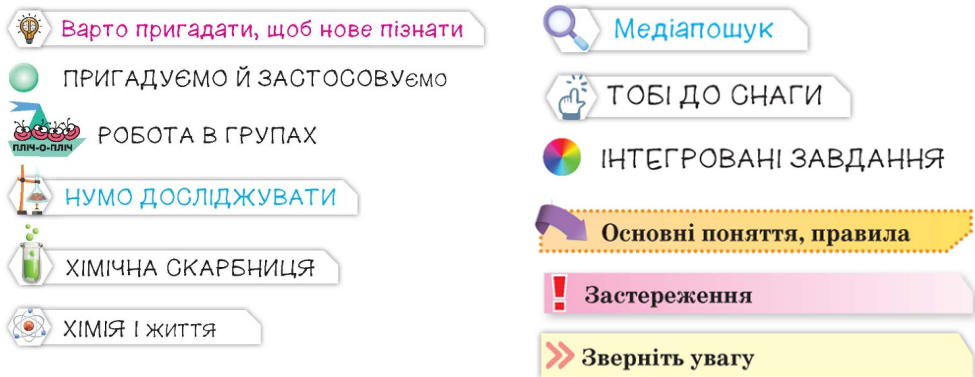 Варто пригадати, щоб нове пізнати
ПРИГАДУЄМО Й ЗАСТОСОВУЄМО
ПЛІЧ-О-ПЛІЧ
РОБОТА В ГРУПАХ
НУМО ДОСЛІДЖУВАТИ
ХІМІЧНА СКАРБНИЦЯ
ХІМІЯ І ЖИТТЯ
Медіапошук
ТОБІ ДО СНАГИ
ІНТЕГРОВАНІ ЗАВДАННЯ
Основні поняття, правила
Застереження
Зверніть увагу